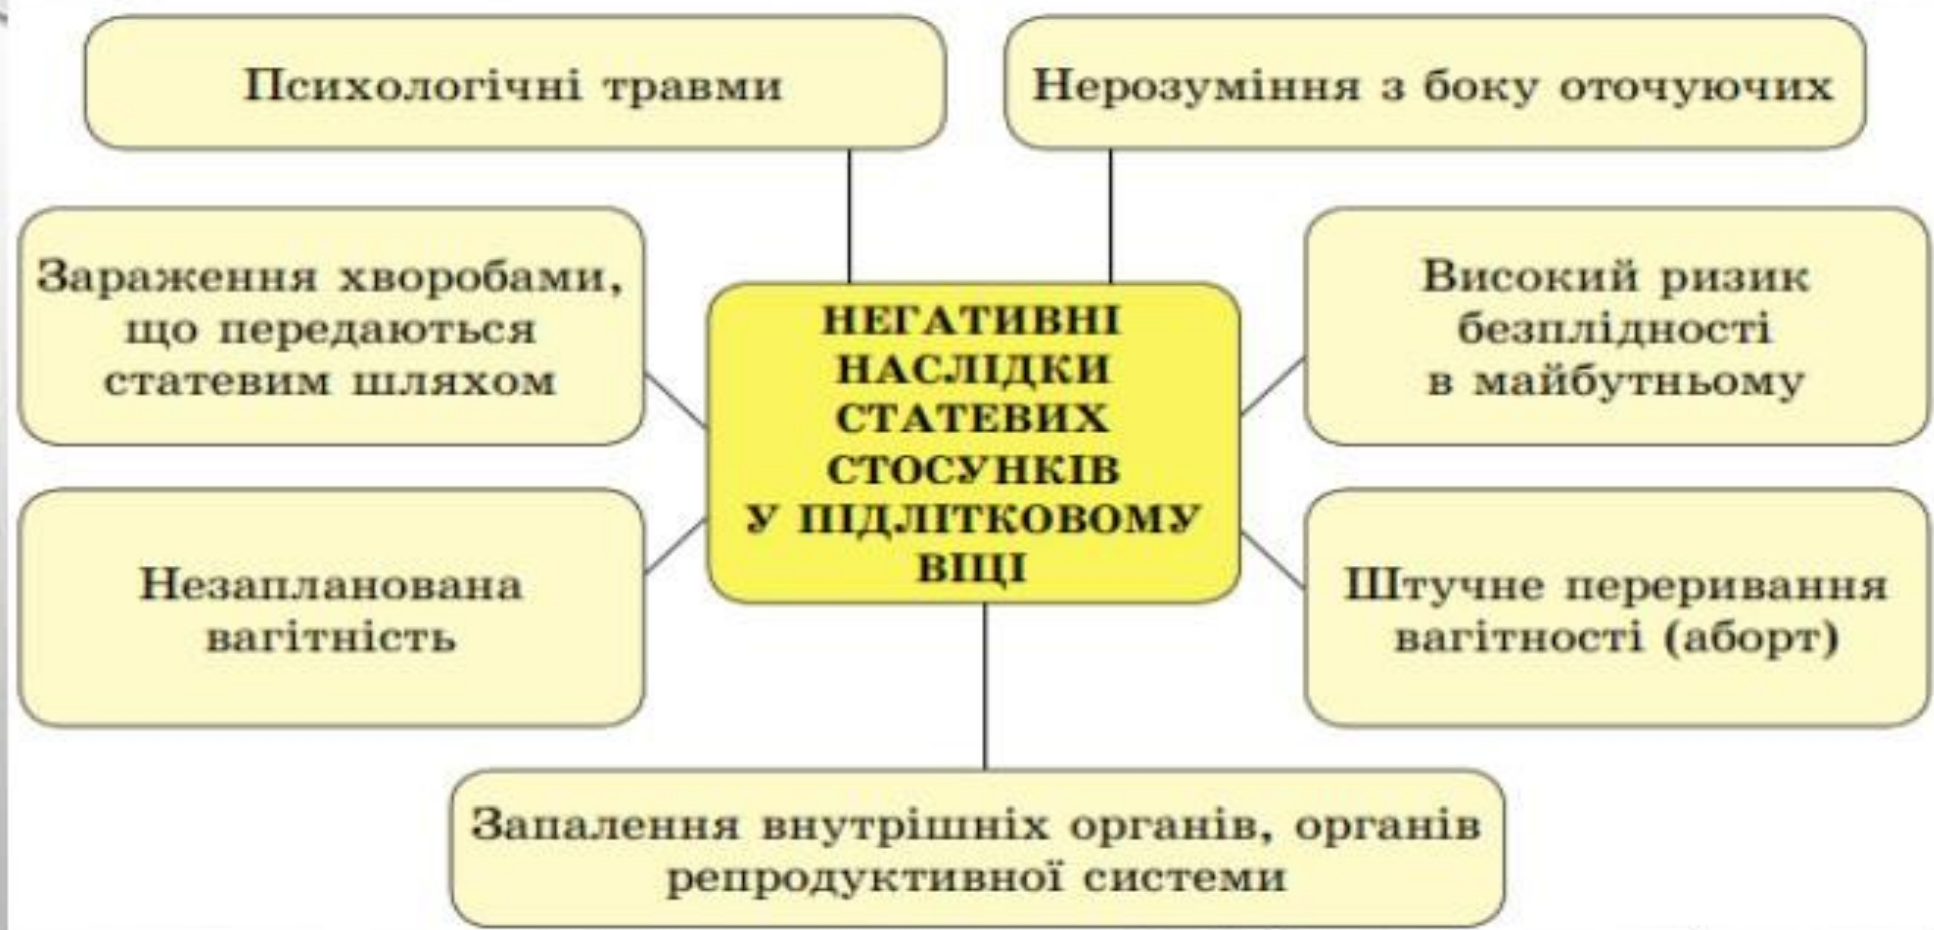 Психологічні травми
Нерозуміння з боку оточуючих
Зараження хворобами,
що передаються
статевим шляхом
НЕГАТИВНІ
НАСЛІДКИ
СТАТЕВИХ
СТОСУНКІВ
У ПІДЛІТКОВОМУ
ВІЦІ
Високий ризик
безплідності
в майбутньому
Незапланована
вагітність
Штучне переривання
вагітності (аборт)
Запалення внутрішніх органів, органів
репродуктивної системи